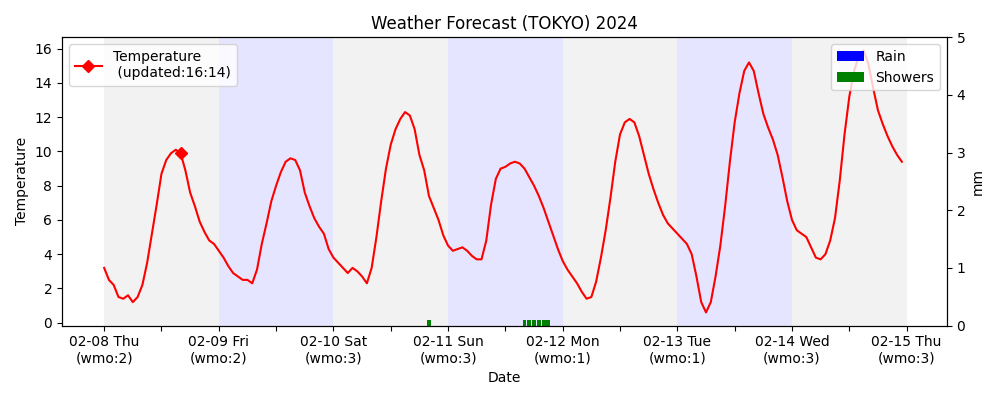 Weather Forecast (TOKYO) 2024
Temperature
(updated:16:14)
Rain
Showers
Temperature
16
14
12
10
8
6
4
2
0
5
4
3
2
1
0
mm
02-08 Thu
(wmo:2)
02-09 Fri
(wmo:2)
02-10 Sat
(wmo:3)
02-11 Sun
(wmo:3)
02-12 Mon
(wmo:1)
02-13 Tue
(wmo:1)
02-14 Wed
(wmo:3)
02-15 Thu
(wmo:3)
Date